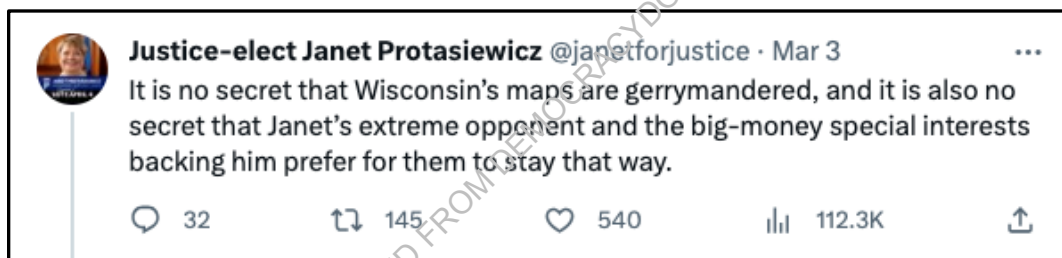 Justice-elect Janet Protasiewicz @janetforjustice · Mar 3
It is no secret that Wisconsin's maps are gerrymandered, and it is also no
secret that Janet's extreme opponent and the big-money special interests
backing him prefer for them to stay that way.
32 145 540 112.3K
FROM DEMOCRACYDO